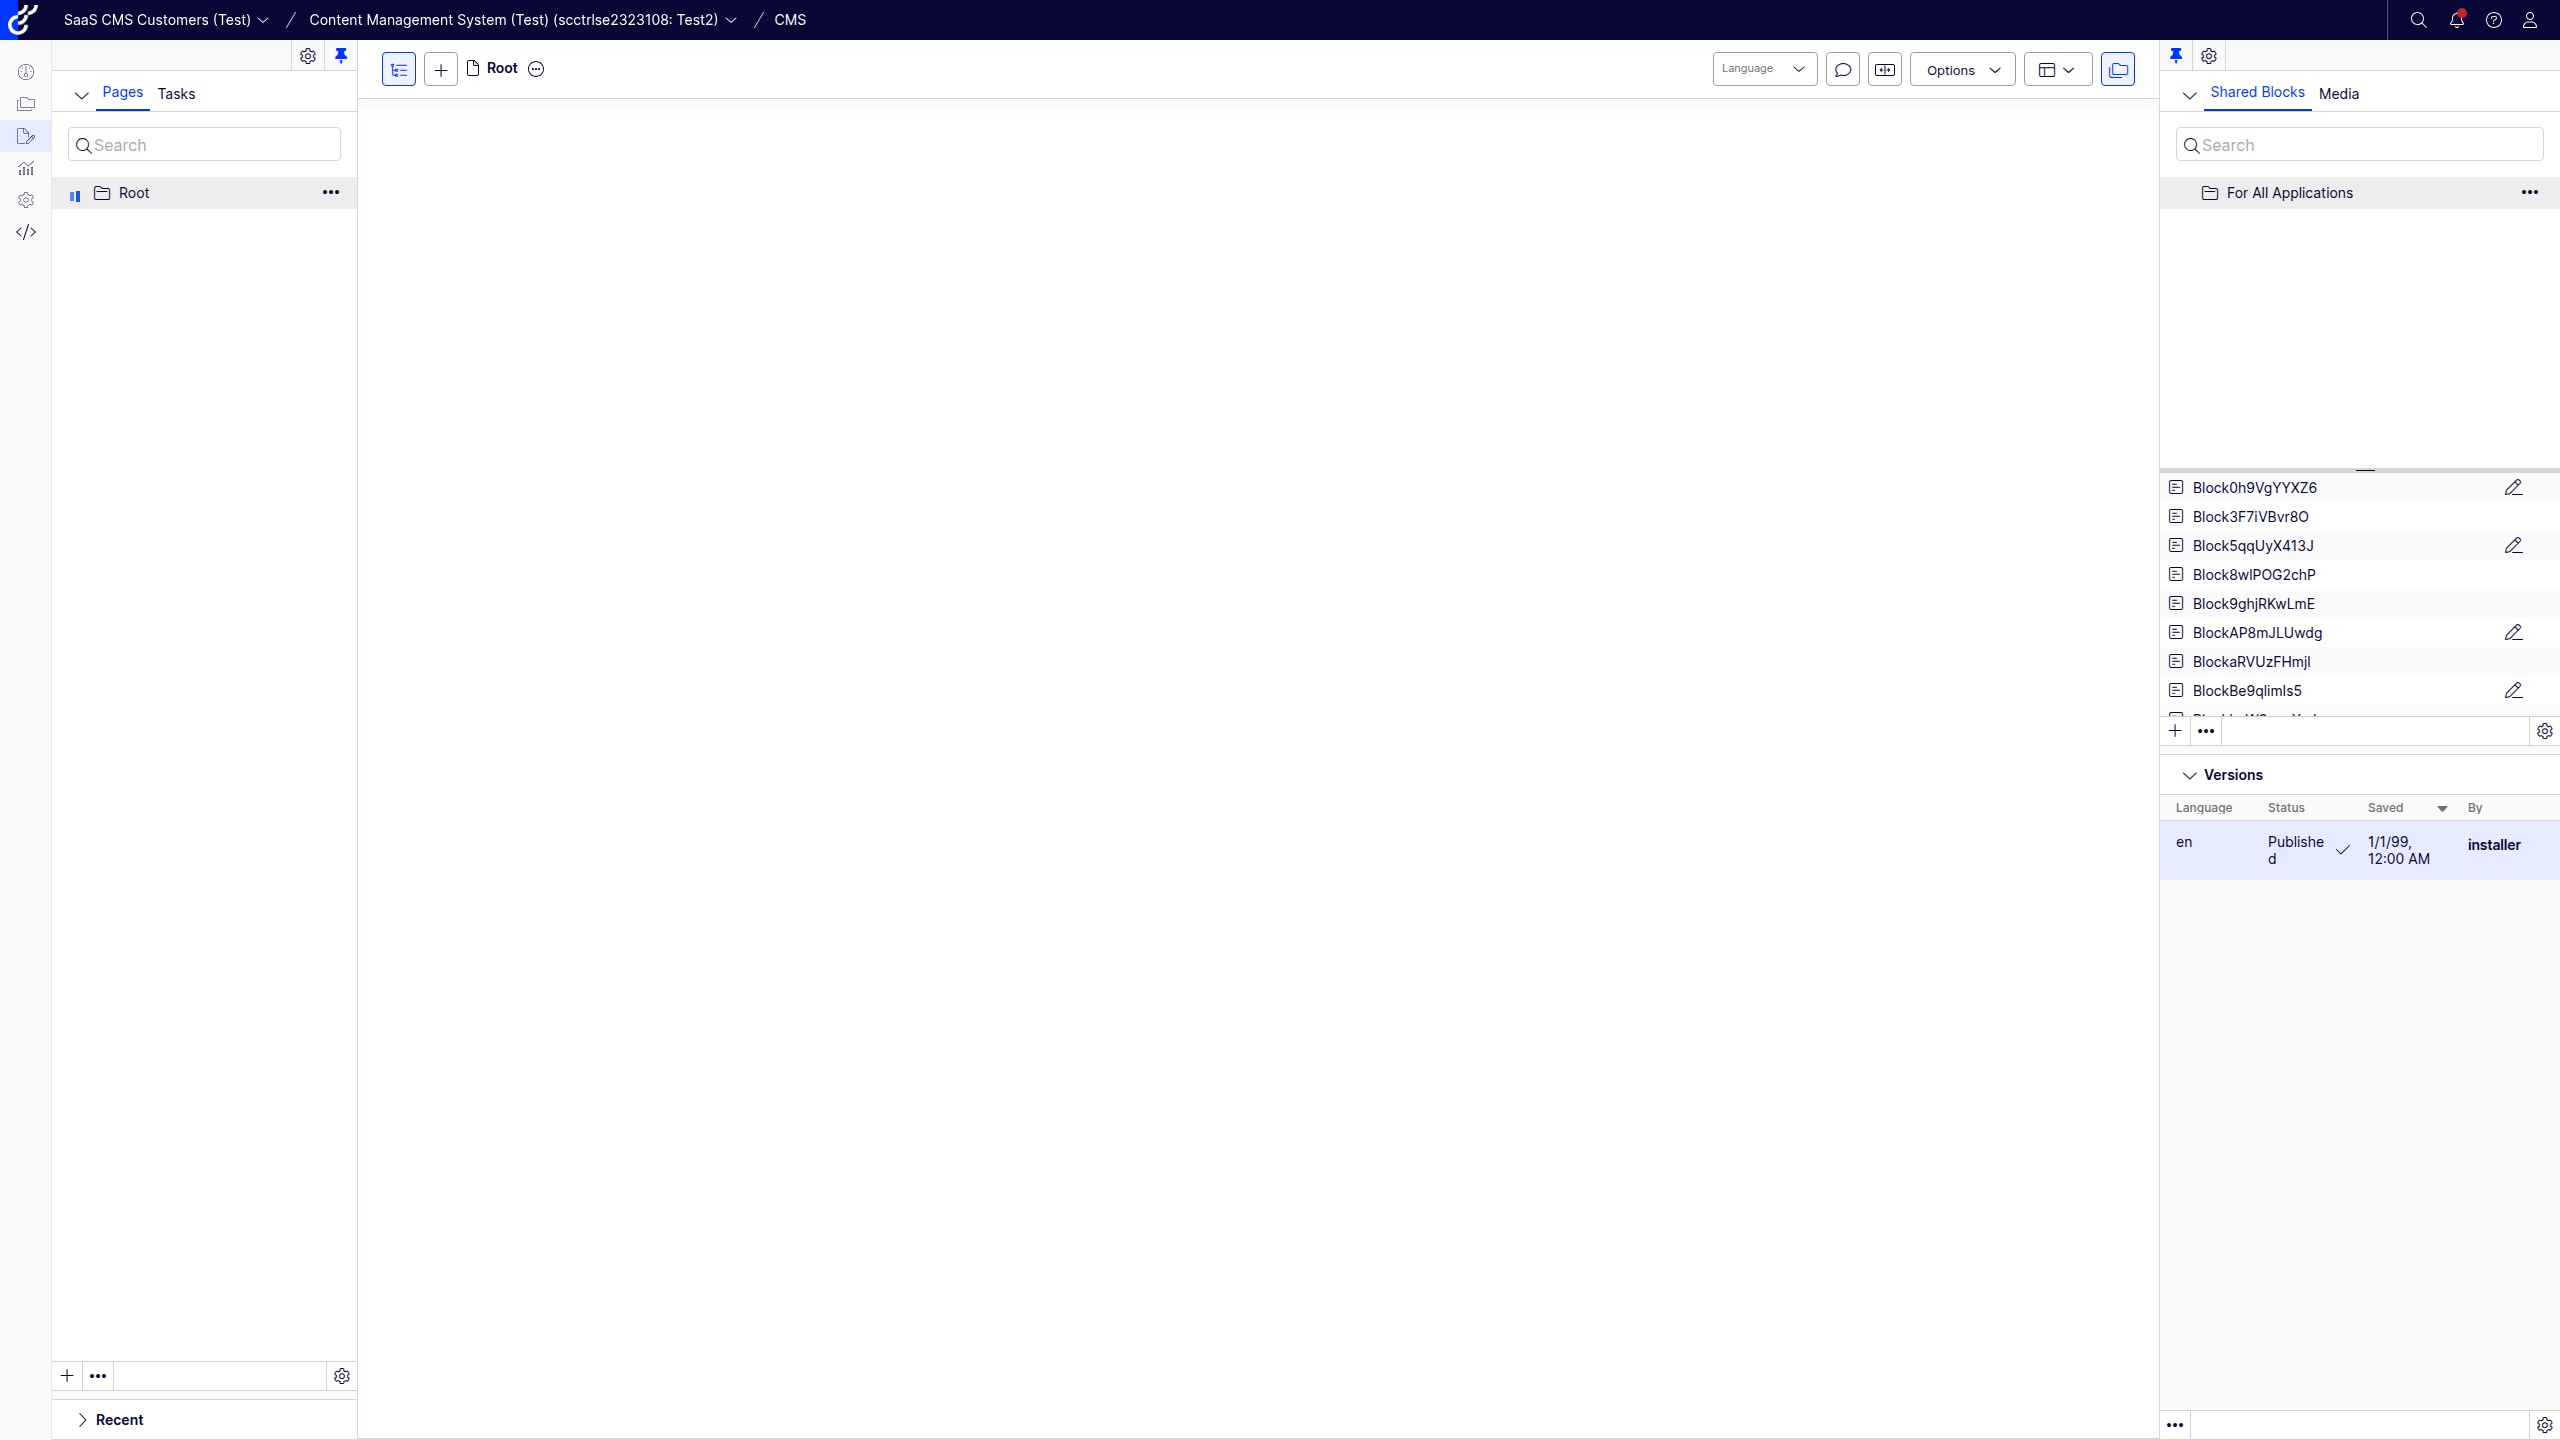 SaaS CMS Customers (Test) / Content Management System (Test) (scctrlse2323108: Test2) / CMS
Pages Tasks
Search
Root
Recent
Root
Language
Options
Shared Blocks Media
Search
For All Applications
Block0h9VgYYXZ6
Block3F7iVBvr8O
Block5qqUyX413J
Block8wlPOG2chP
Block9ghjRKwLmE
BlockAP8mJLUwdg
BlockaRVUzFHmjl
BlockBe9qlimls5
Versions
Language Status Saved By
en Publishe 1/1/99, installer
d 12:00 AM